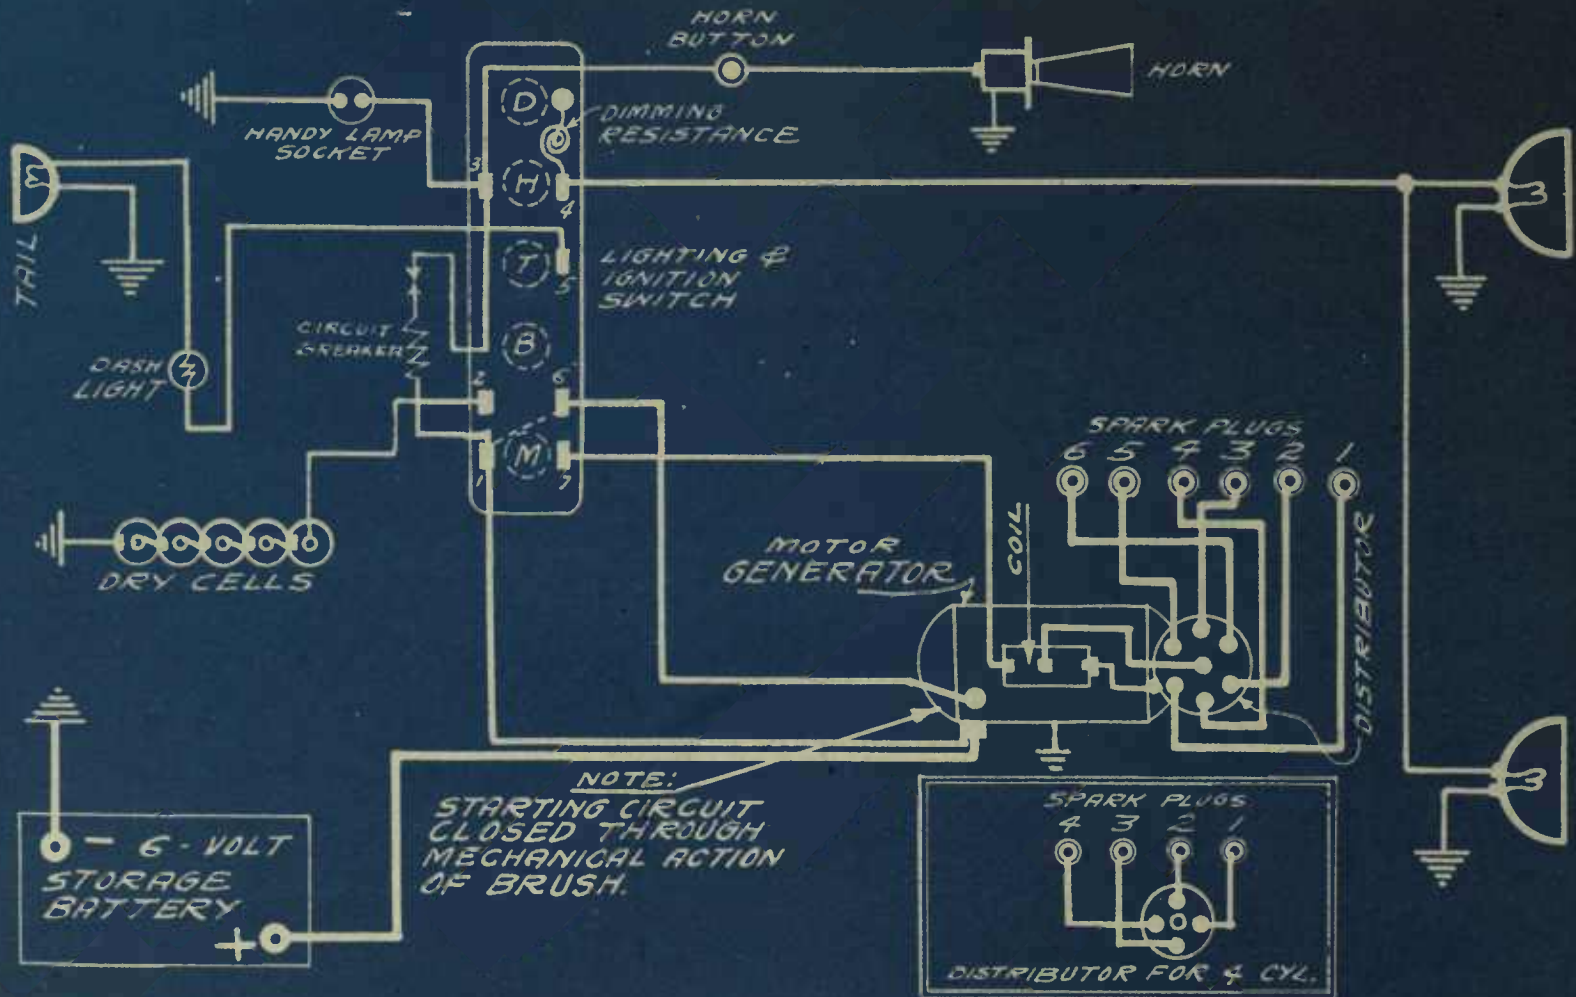 HORN
BUTTON
HORN
D
DIMMING
RESISTANCE
HANDY LAMP
SOCKET
3
H
4
TAIL
T
5
LIGHTING &
IGNITION
SWITCH
CIRCUIT
BREAKER
B
DASH
LIGHT
2
6
M
1
7
SPARK PLUGS
6 5 4 3 2 1
DRY CELLS
MOTOR
GENERATOR
COIL
DISTRIBUTOR
NOTE:
STARTING CIRCUIT
CLOSED THROUGH
MECHANICAL ACTION
OF BRUSH.
- 6-VOLT
STORAGE
BATTERY
+
SPARK PLUGS
4 3 2 1
DISTRIBUTOR FOR 4 CYL.